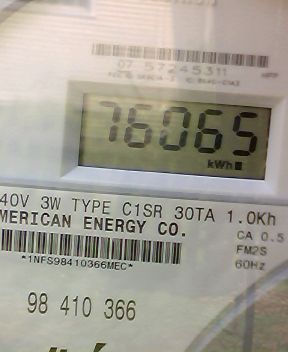 07 57245311
76065
kWh
40V 3W TYPE C1SR 30TA 1.0Kh
MERICAN ENERGY CO.
CA 0.5
FM2S
*1NFS98410366MEC*
60Hz
98 410 366